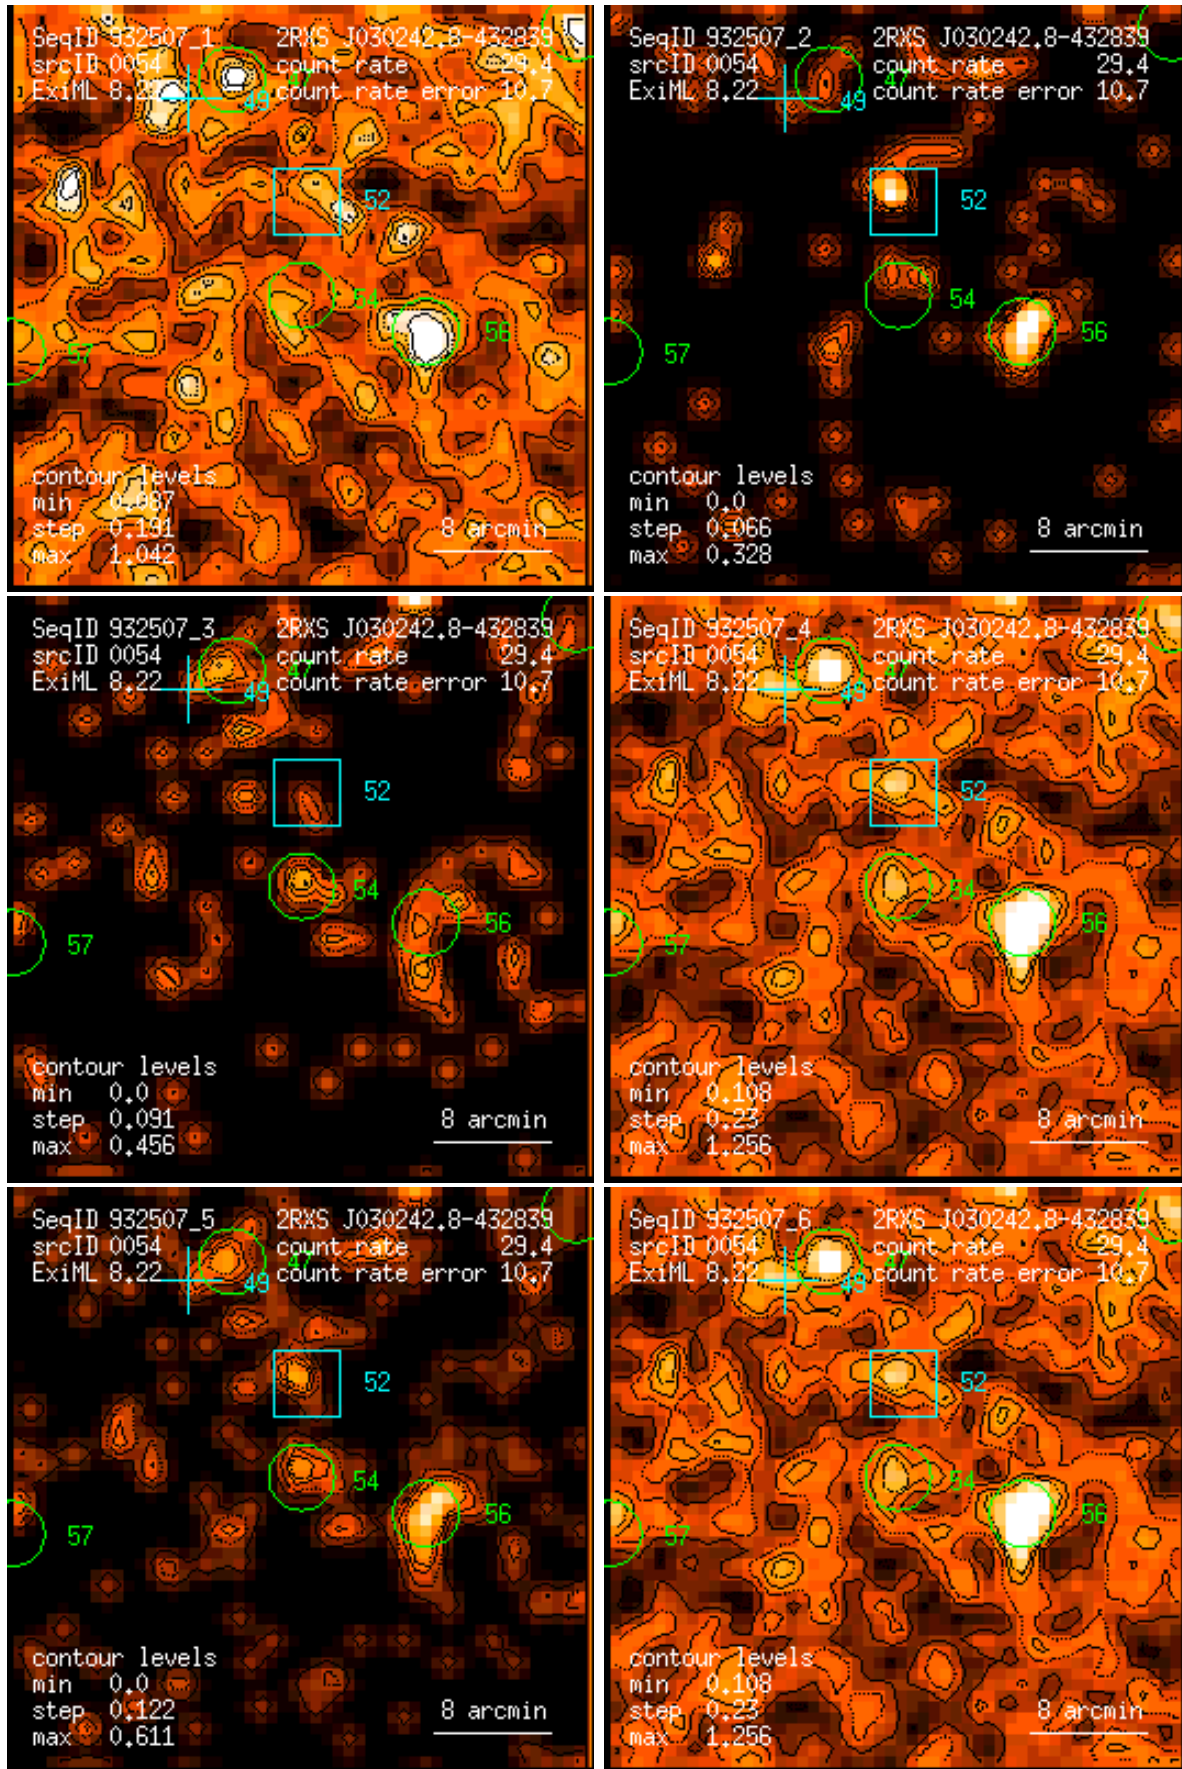 SeqID 932507_1 2RXS J030242.8-432839
srcID 0054 count rate 29.4
47
ExiML 8.22 49 count rate error 10.7
52
54
56
57
contour levels
min 0.087
step 0.191
8 arcmin
max 1.042
SeqID 932507_2 2RXS J030242.8-432839
srcID 0054 count rate 29.4
47
ExiML 8.22 49 count rate error 10.7
52
54
56
57
contour levels
min 0.0
step 0.066
8 arcmin
max 0.328
SeqID 932507_3 2RXS J030242.8-432839
srcID 0054 count rate 29.4
47
ExiML 8.22 49 count rate error 10.7
52
54
56
57
contour levels
min 0.0
step 0.091
8 arcmin
max 0.456
SeqID 932507_4 2RXS J030242.8-432839
srcID 0054 count rate 29.4
47
ExiML 8.22 49 count rate error 10.7
52
54
56
57
contour levels
min 0.108
step 0.23
8 arcmin
max 1.256
SeqID 932507_5 2RXS J030242.8-432839
srcID 0054 count rate 29.4
47
ExiML 8.22 49 count rate error 10.7
52
54
56
57
contour levels
min 0.0
step 0.122
8 arcmin
max 0.611
SeqID 932507_6 2RXS J030242.8-432839
srcID 0054 count rate 29.4
47
ExiML 8.22 49 count rate error 10.7
52
54
56
57
contour levels
min 0.108
step 0.23
8 arcmin
max 1.256